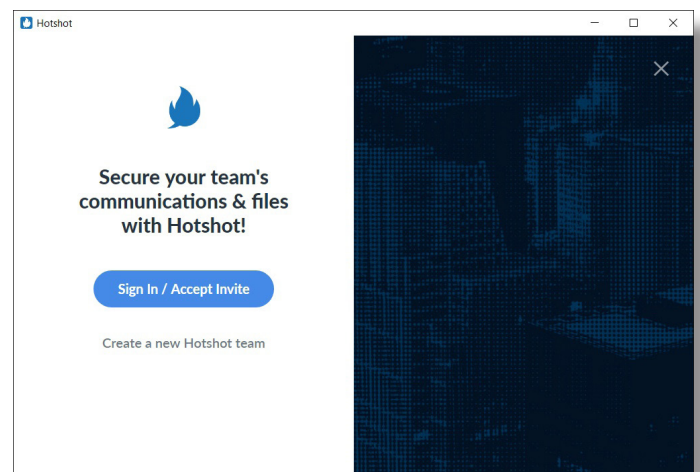 Hotshot
Secure your team's
communications & files
with Hotshot!
Sign In / Accept Invite
Create a new Hotshot team